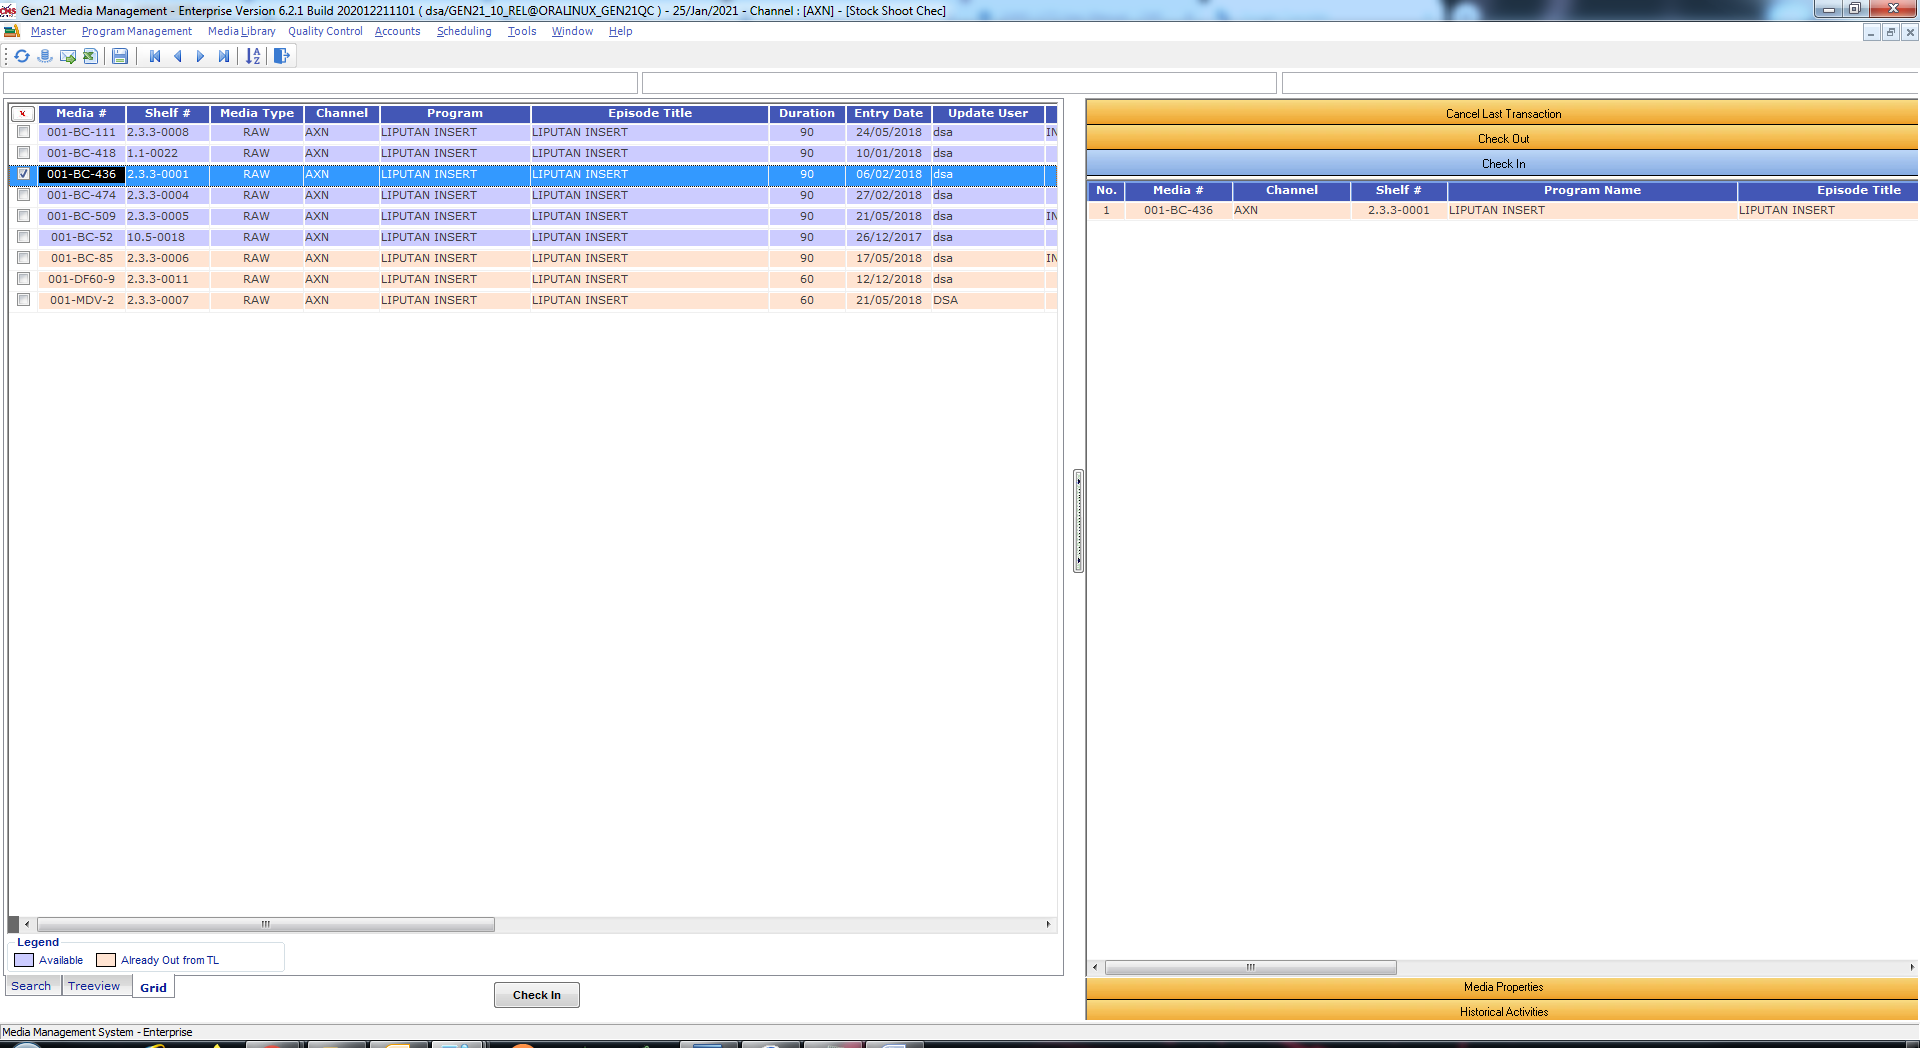 Gen21 Media Management - Enterprise Version 6.2.1 Build 202012211101 ( dsa/GEN21_10_REL@ORALINUX_GEN21QC ) - 25/Jan/2021 - Channel : [AXN] - [Stock Shoot Chec]
Master Program Management Media Library Quality Control Accounts Scheduling Tools Window Help
x Media # Shelf # Media Type Channel Program Episode Title Duration Entry Date Update User
001-BC-111 2.3.3-0008 RAW AXN LIPUTAN INSERT LIPUTAN INSERT 90 24/05/2018 dsa IN
001-BC-418 1.1-0022 RAW AXN LIPUTAN INSERT LIPUTAN INSERT 90 10/01/2018 dsa
001-BC-436 2.3.3-0001 RAW AXN LIPUTAN INSERT LIPUTAN INSERT 90 06/02/2018 dsa
001-BC-474 2.3.3-0004 RAW AXN LIPUTAN INSERT LIPUTAN INSERT 90 27/02/2018 dsa
001-BC-509 2.3.3-0005 RAW AXN LIPUTAN INSERT LIPUTAN INSERT 90 21/05/2018 dsa IN
001-BC-52 10.5-0018 RAW AXN LIPUTAN INSERT LIPUTAN INSERT 90 26/12/2017 dsa
001-BC-85 2.3.3-0006 RAW AXN LIPUTAN INSERT LIPUTAN INSERT 90 17/05/2018 dsa IN
001-DF60-9 2.3.3-0011 RAW AXN LIPUTAN INSERT LIPUTAN INSERT 60 12/12/2018 dsa
001-MDV-2 2.3.3-0007 RAW AXN LIPUTAN INSERT LIPUTAN INSERT 60 21/05/2018 DSA
Legend
Available Already Out from TL
Search Treeview Grid
Check In
Cancel Last Transaction
Check Out
Check In
No. Media # Channel Shelf # Program Name Episode Title
1 001-BC-436 AXN 2.3.3-0001 LIPUTAN INSERT LIPUTAN INSERT
Media Properties
Historical Activities
Media Management System - Enterprise